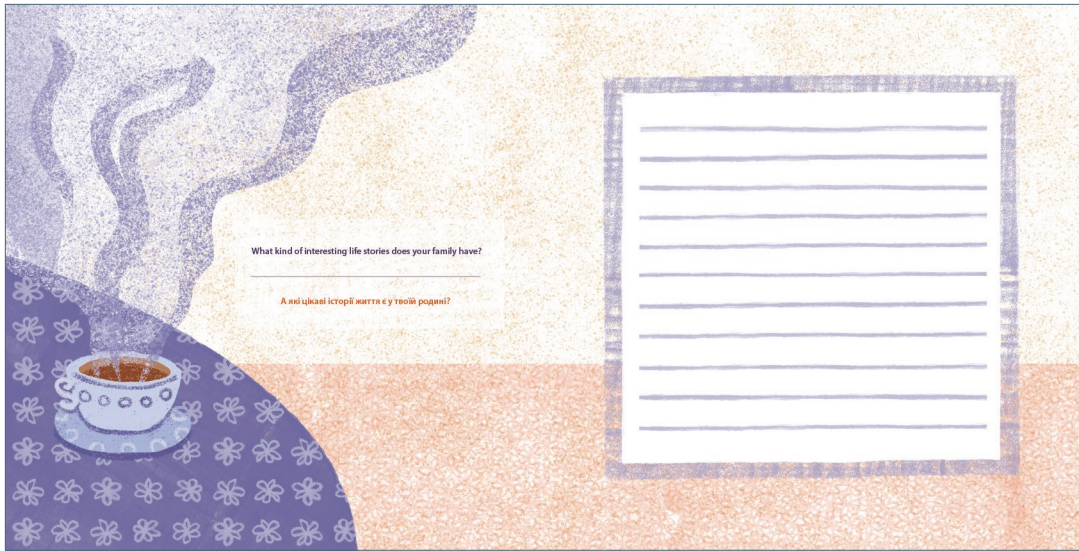 What kind of interesting life stories does your family have?
А які цікаві історії життя є у твоїй родині?